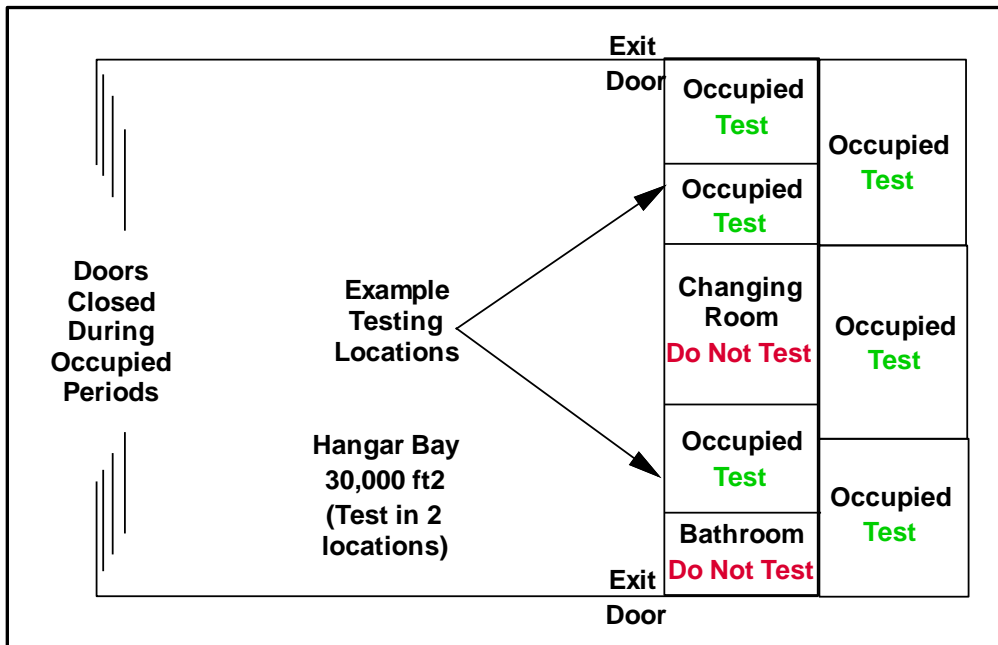 Exit
Door
Occupied
Test
Occupied
Test
Occupied
Test
Doors
Closed
During
Occupied
Periods
Example
Testing
Locations
Changing
Room
Do Not Test
Occupied
Test
Hangar Bay
30,000 ft2
(Test in 2
locations)
Occupied
Test
Occupied
Test
Bathroom
Do Not Test
Exit
Door